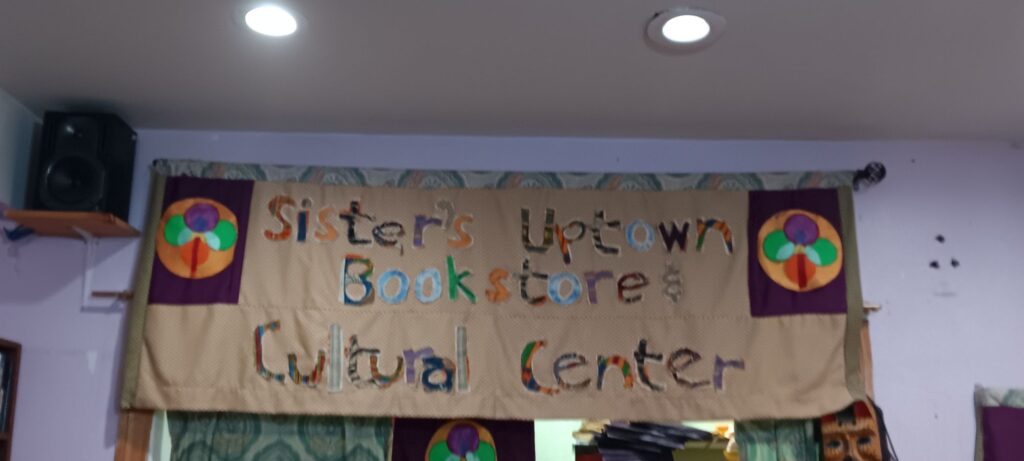 Sister's Uptown
Bookstore &
Cultural Center